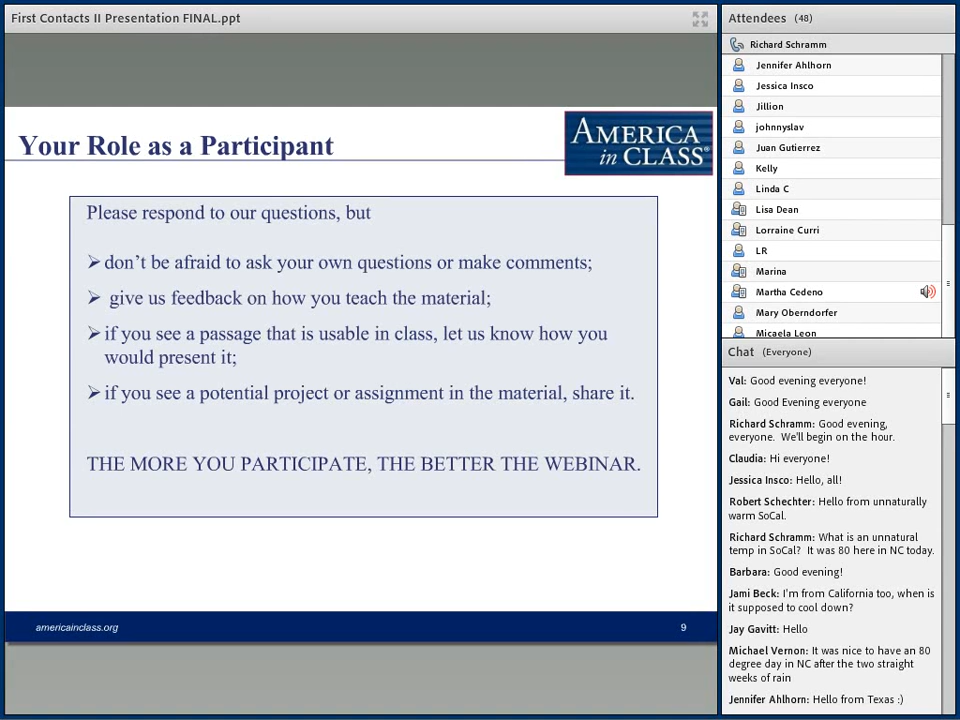 First Contacts II Presentation FINAL.ppt
Your Role as a Participant
AMERICA
in CLASS®
Please respond to our questions, but
➢ don't be afraid to ask your own questions or make comments;
➢ give us feedback on how you teach the material;
➢ if you see a passage that is usable in class, let us know how you
would present it;
➢ if you see a potential project or assignment in the material, share it.
THE MORE YOU PARTICIPATE, THE BETTER THE WEBINAR.
americainclass.org
9
Attendees (48)
Richard Schramm
Jennifer Ahlhorn
Jessica Insco
Jillion
johnnyslav
Juan Gutierrez
Kelly
Linda C
Lisa Dean
Lorraine Curri
LR
Marina
Martha Cedeno
Mary Oberndorfer
Micaela Leon
Chat (Everyone)
Val: Good evening everyone!
Gail: Good Evening everyone
Richard Schramm: Good evening,
everyone. We'll begin on the hour.
Claudia: Hi everyone!
Jessica Insco: Hello, all!
Robert Schechter: Hello from unnaturally
warm SoCal.
Richard Schramm: What is an unnatural
temp in SoCal? It was 80 here in NC today.
Barbara: Good evening!
Jami Beck: I'm from California too, when is
it supposed to cool down?
Jay Gavitt: Hello
Michael Vernon: It was nice to have an 80
degree day in NC after the two straight
weeks of rain
Jennifer Ahlhorn: Hello from Texas :)